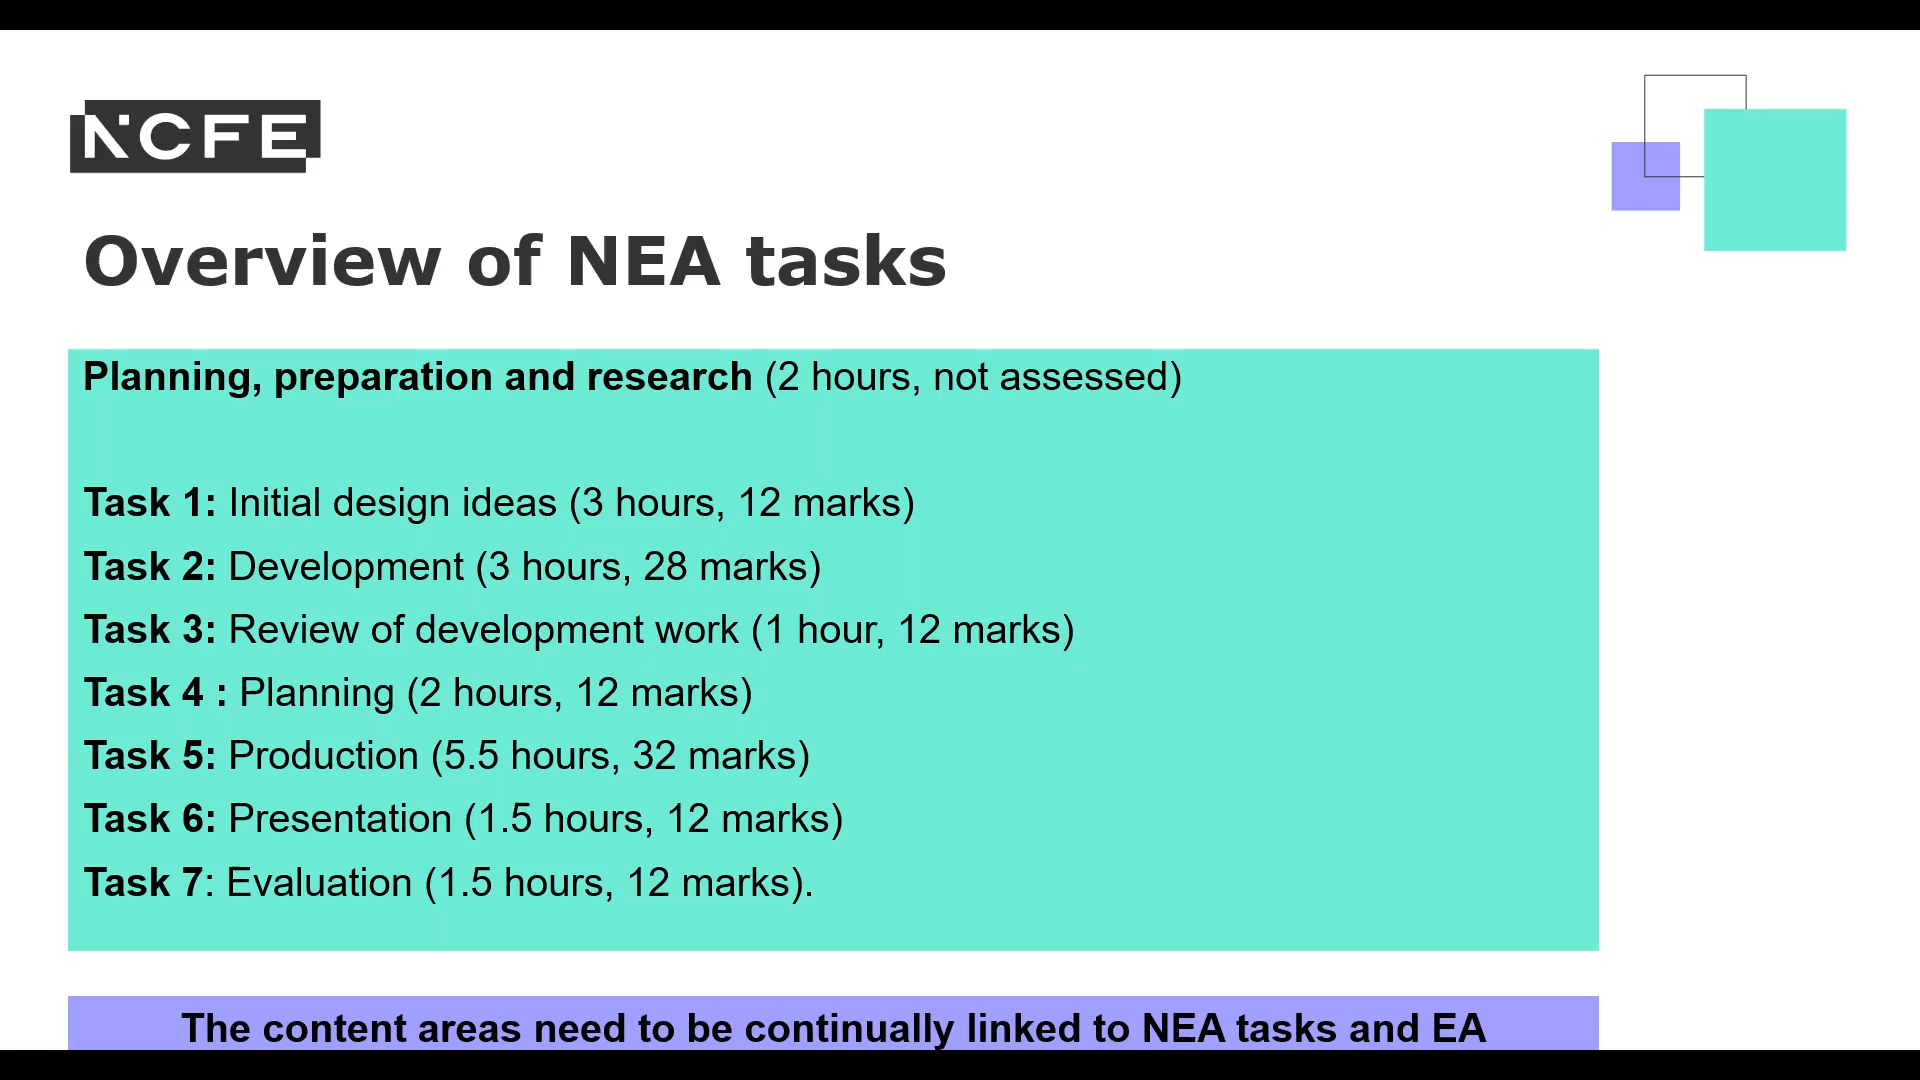 NCFE
Overview of NEA tasks
Planning, preparation and research (2 hours, not assessed)
Task 1: Initial design ideas (3 hours, 12 marks)
Task 2: Development (3 hours, 28 marks)
Task 3: Review of development work (1 hour, 12 marks)
Task 4 : Planning (2 hours, 12 marks)
Task 5: Production (5.5 hours, 32 marks)
Task 6: Presentation (1.5 hours, 12 marks)
Task 7: Evaluation (1.5 hours, 12 marks).
The content areas need to be continually linked to NEA tasks and EA